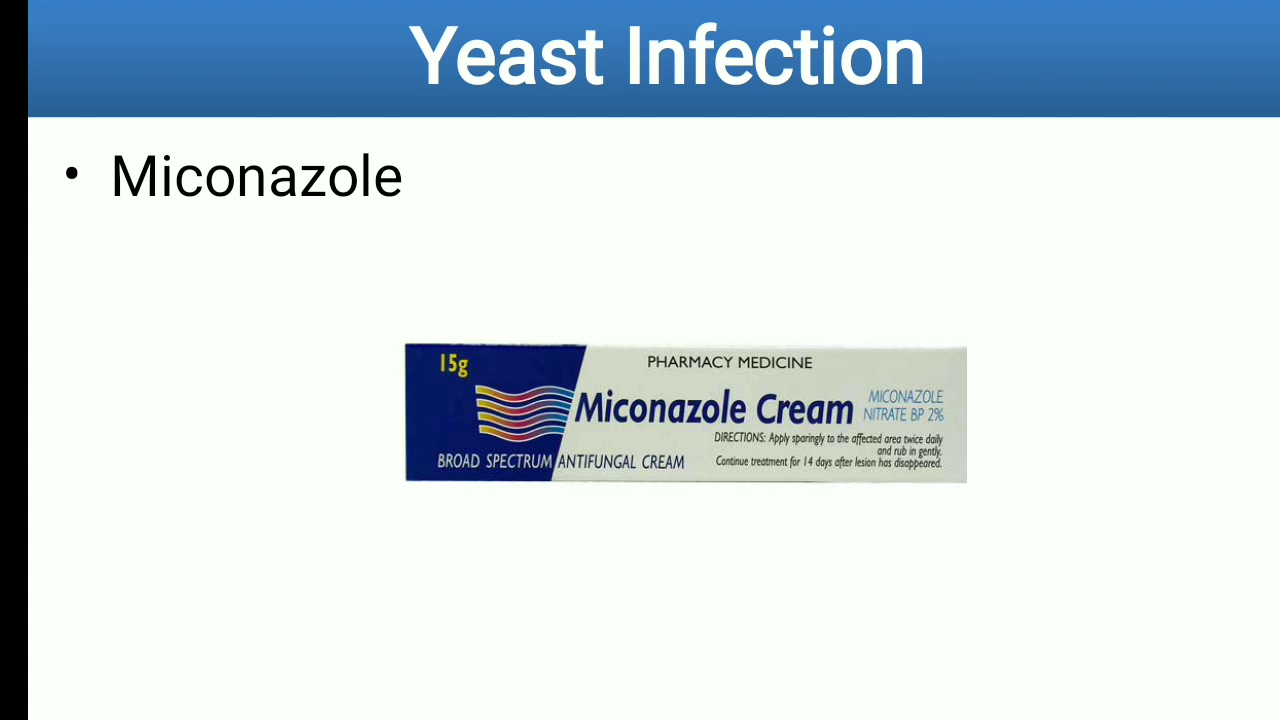 Yeast Infection
• Miconazole
15g
PHARMACY MEDICINE
Miconazole Cream
MICONAZOLE
NITRATE BP 2%
DIRECTIONS: Apply sparingly to the affected area twice daily
and rub in gently.
Continue treatment for 14 days after lesion has disappeared.
BROAD SPECTRUM ANTIFUNGAL CREAM